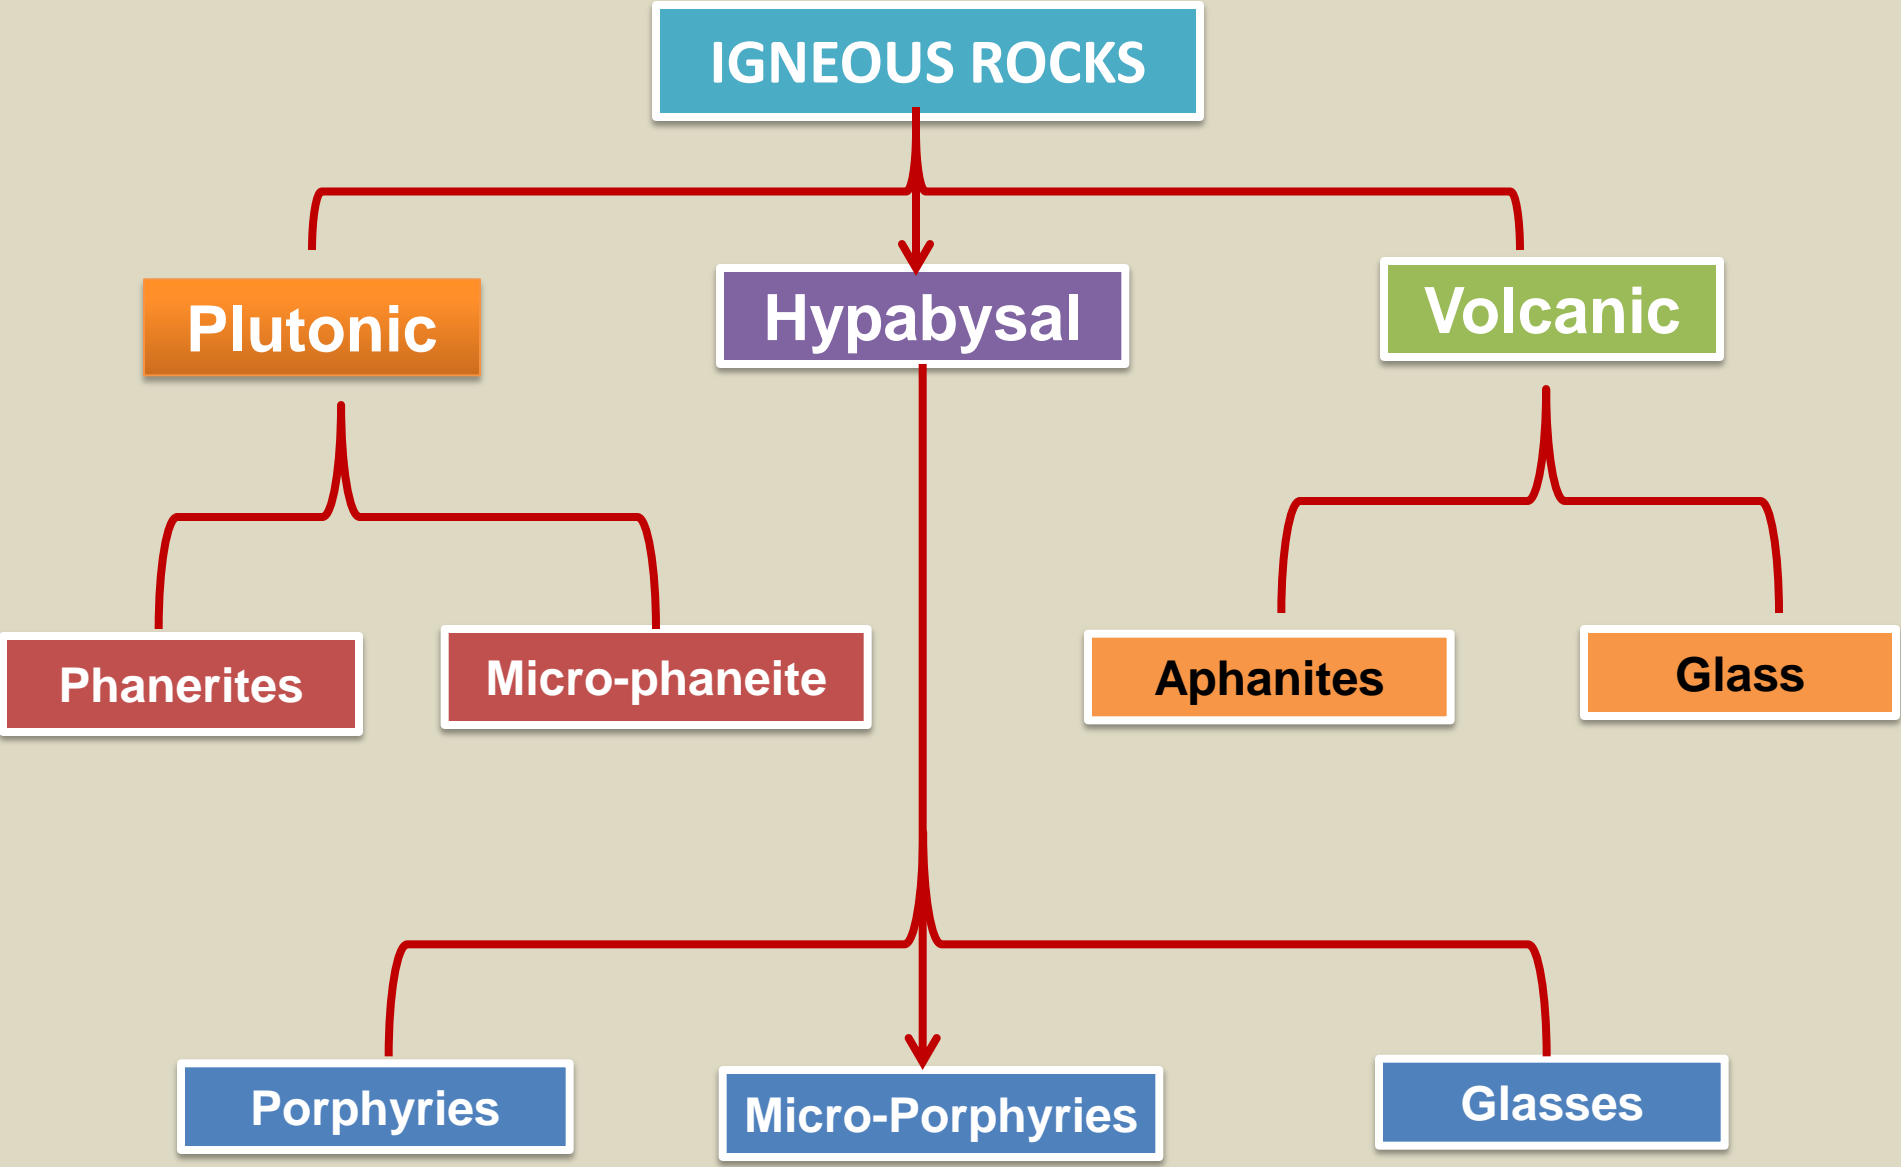 IGNEOUS ROCKS
Plutonic
Hypabysal
Volcanic
Phanerites
Micro-phaneite
Aphanites
Glass
Porphyries
Micro-Porphyries
Glasses